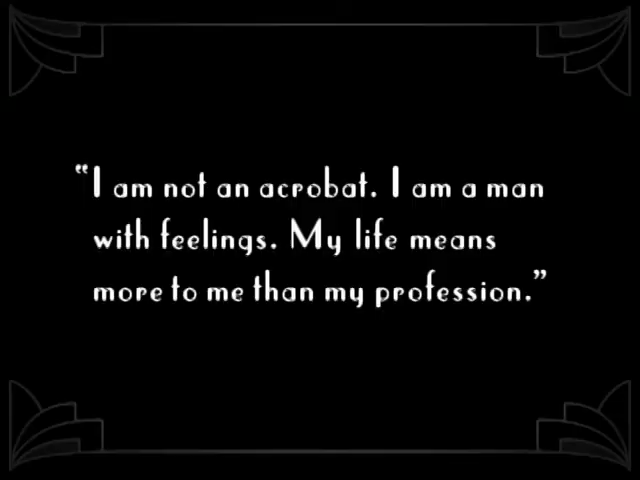 “I am not an acrobat. I am a man
with feelings. My life means
more to me than my profession.”